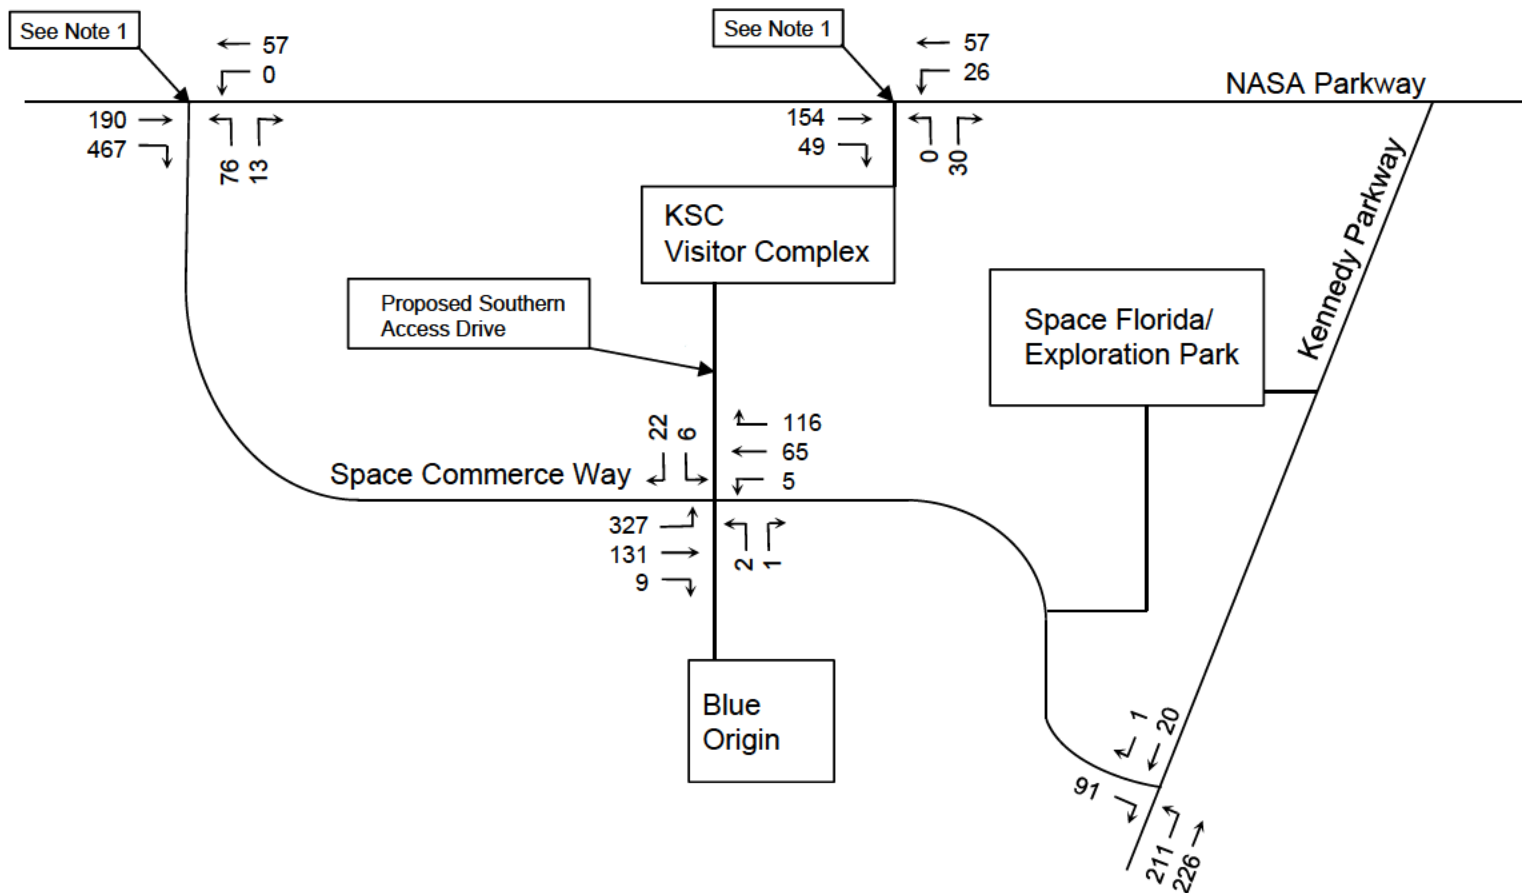 See Note 1
57
0
See Note 1
57
26
NASA Parkway
190
467
76
13
154
49
0
30
KSC
Visitor Complex
Kennedy Parkway
Proposed Southern
Access Drive
Space Florida/
Exploration Park
22
6
116
65
5
Space Commerce Way
327
131
9
2
1
Blue
Origin
1
20
91
211
226